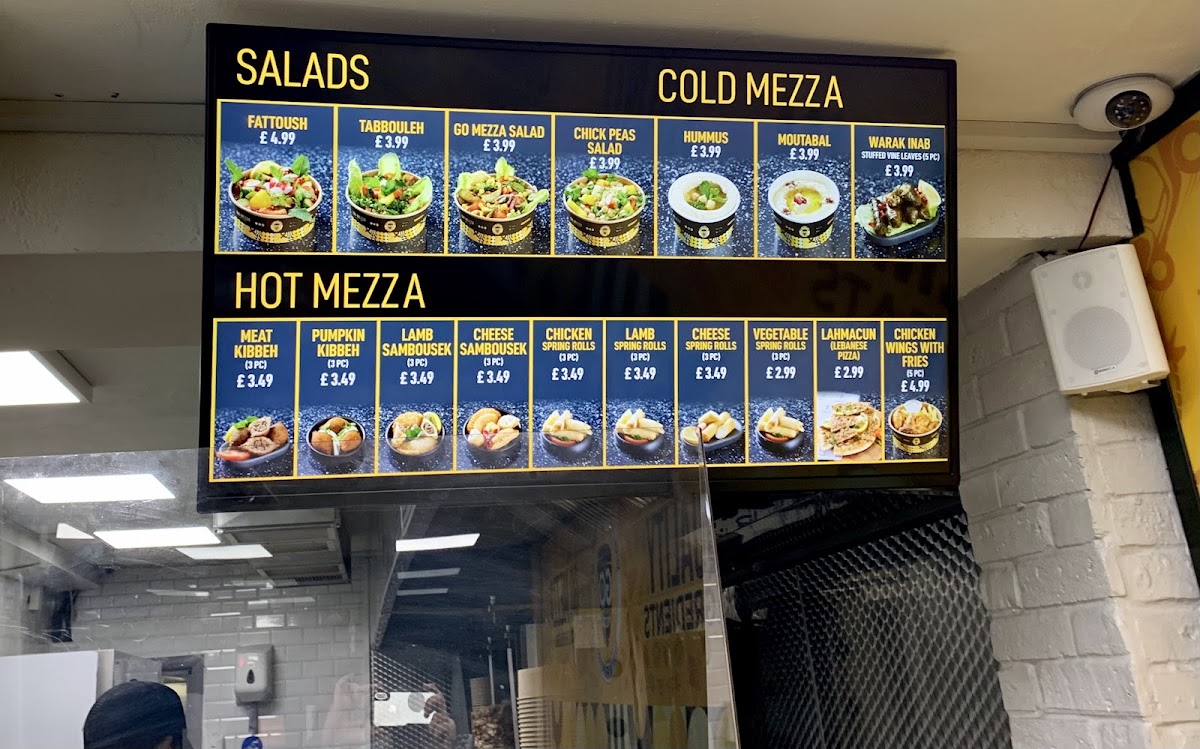 SALADS
COLD MEZZA
FATTOUSH
£ 4.99
TABBOULEH
£ 3.99
GO MEZZA SALAD
£ 3.99
CHICK PEAS
SALAD
£ 3.99
HUMMUS
£ 3.99
MOUTABAL
£ 3.99
WARAK INAB
STUFFED VINE LEAVES (5 PC)
£ 3.99
HOT MEZZA
MEAT
KIBBEH
(3 PC)
£ 3.49
PUMPKIN
KIBBEH
(3 PC)
£ 3.49
LAMB
SAMBOUSEK
(3 PC)
£ 3.49
CHEESE
SAMBOUSEK
(3 PC)
£ 3.49
CHICKEN
SPRING ROLLS
(3 PC)
£ 3.49
LAMB
SPRING ROLLS
(3 PC)
£ 3.49
CHEESE
SPRING ROLLS
(3 PC)
£ 3.49
VEGETABLE
SPRING ROLLS
(3 PC)
£ 2.99
LAHMACUN
(LEBANESE
PIZZA)
£ 2.99
CHICKEN
WINGS WITH
FRIES
(5 PC)
£ 4.99